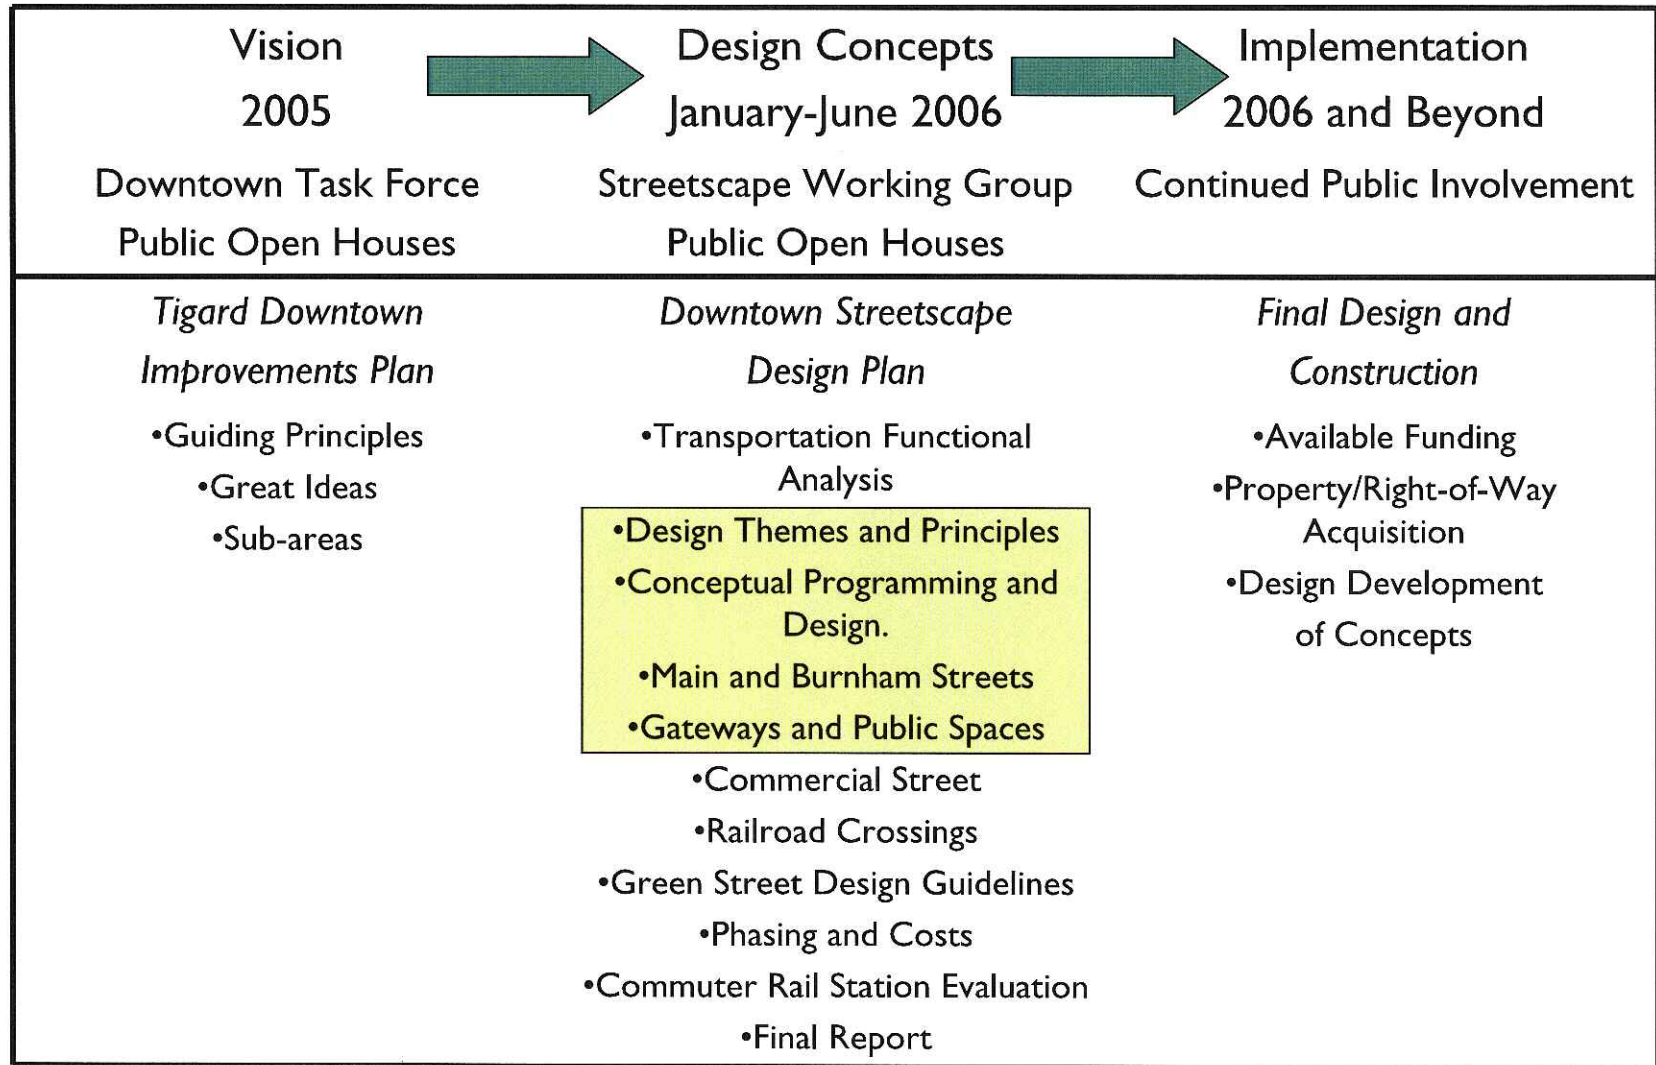 Vision
2005
Downtown Task Force
Public Open Houses
Design Concepts
January-June 2006
Streetscape Working Group
Public Open Houses
Implementation
2006 and Beyond
Continued Public Involvement
Tigard Downtown
Improvements Plan
•Guiding Principles
•Great Ideas
•Sub-areas
Downtown Streetscape
Design Plan
•Transportation Functional
Analysis
•Design Themes and Principles
•Conceptual Programming and
Design.
•Main and Burnham Streets
•Gateways and Public Spaces
•Commercial Street
•Railroad Crossings
•Green Street Design Guidelines
•Phasing and Costs
•Commuter Rail Station Evaluation
•Final Report
Final Design and
Construction
•Available Funding
•Property/Right-of-Way
Acquisition
•Design Development
of Concepts